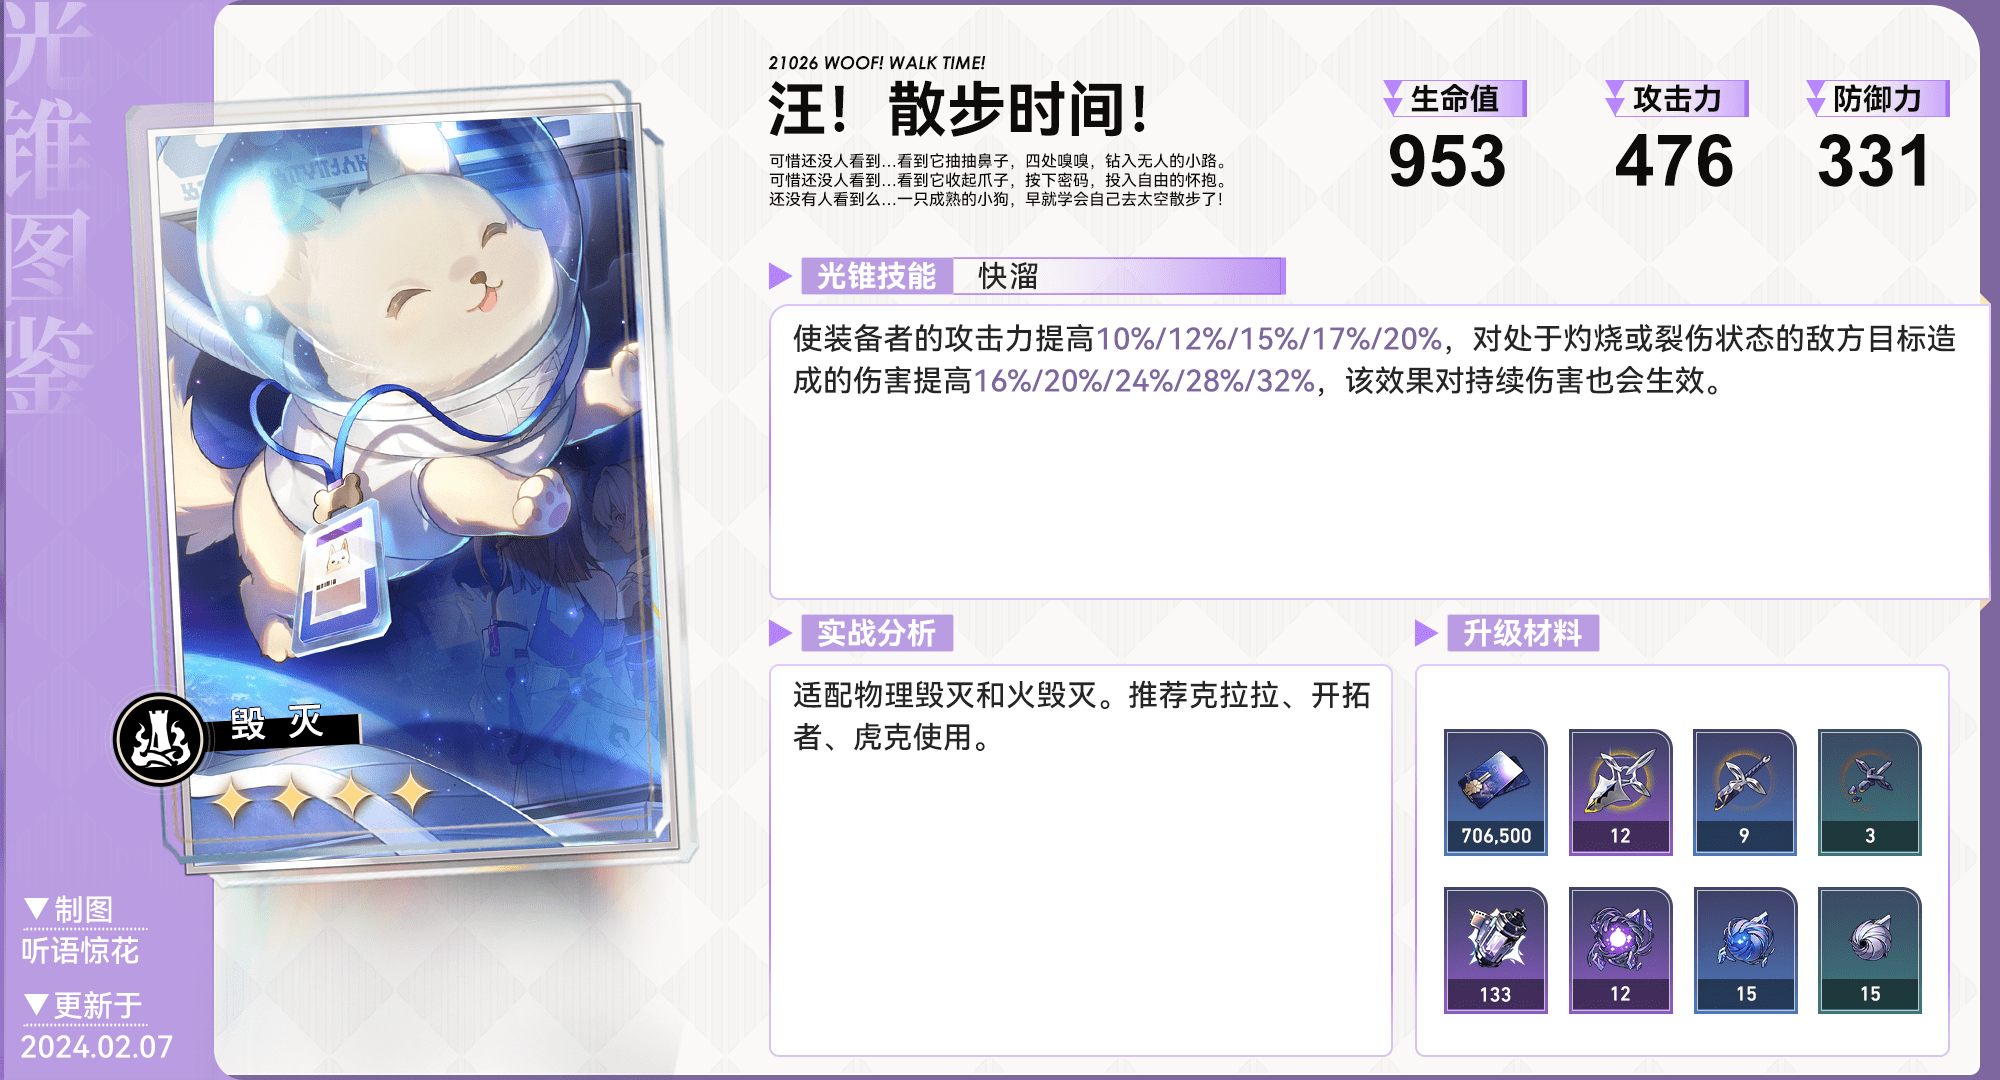 光锥图鉴
21026 WOOF! WALK TIME!
汪！散步时间！
可惜还没人看到...看到它抽抽鼻子，四处嗅嗅，钻入无人的小路。
可惜还没人看到...看到它收起爪子，按下密码，投入自由的怀抱。
还没有人看到么...一只成熟的小狗，早就学会自己去太空散步了！
生命值
953
攻击力
476
防御力
331
光锥技能 快溜
使装备者的攻击力提高10%/12%/15%/17%/20%，对处于灼烧或裂伤状态的敌方目标造
成的伤害提高16%/20%/24%/28%/32%，该效果对持续伤害也会生效。
毁灭
实战分析
适配物理毁灭和火毁灭。推荐克拉拉、开拓
者、虎克使用。
升级材料
706,500
12
9
3
133
12
15
15
▼制图
听语惊花
▼更新于
2024.02.07